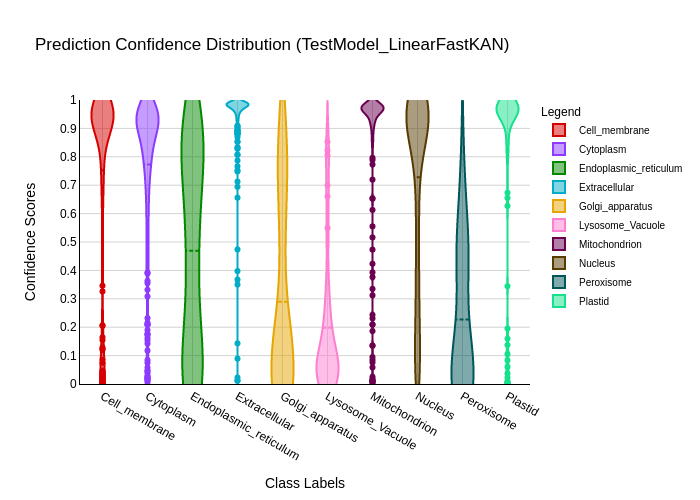 Prediction Confidence Distribution (TestModel_LinearFastKAN)
Confidence Scores
1
0.9
0.8
0.7
0.6
0.5
0.4
0.3
0.2
0.1
0
Cell_membrane
Cytoplasm
Endoplasmic_reticulum
Extracellular
Golgi_apparatus
Lysosome_Vacuole
Mitochondrion
Nucleus
Peroxisome
Plastid
Class Labels
Legend
Cell_membrane
Cytoplasm
Endoplasmic_reticulum
Extracellular
Golgi_apparatus
Lysosome_Vacuole
Mitochondrion
Nucleus
Peroxisome
Plastid